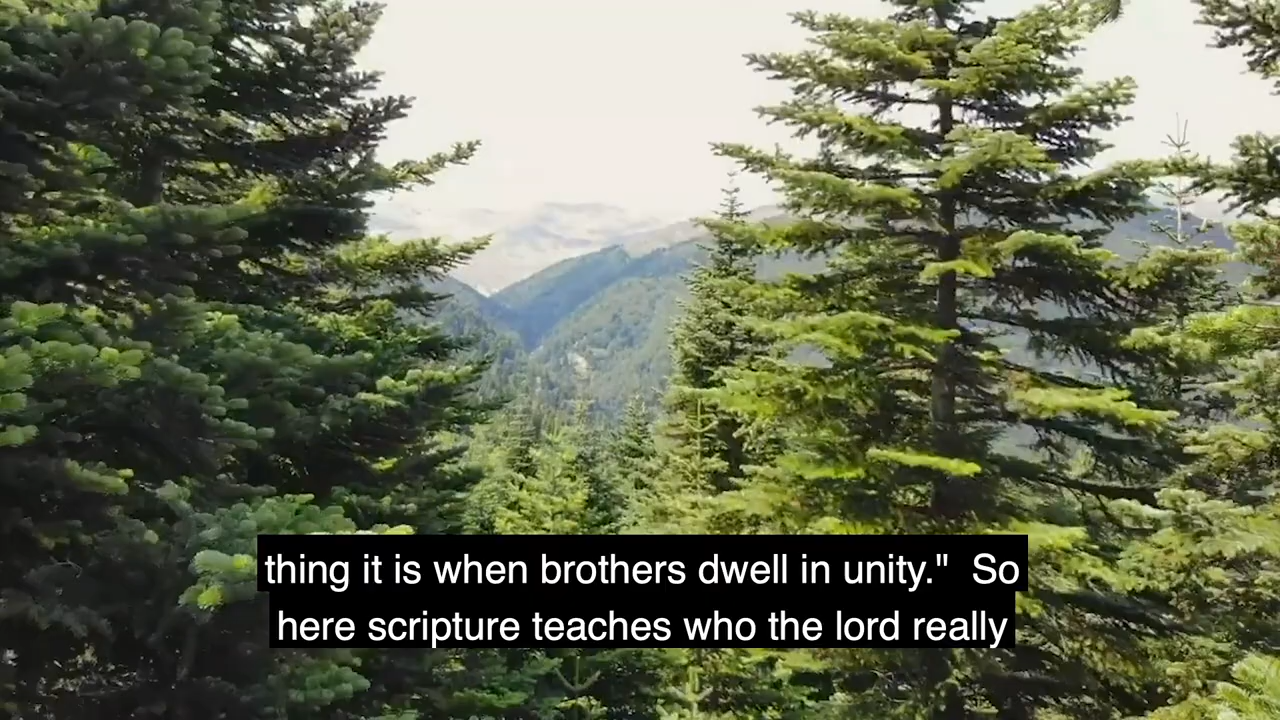 thing it is when brothers dwell in unity."  So
here scripture teaches who the lord really